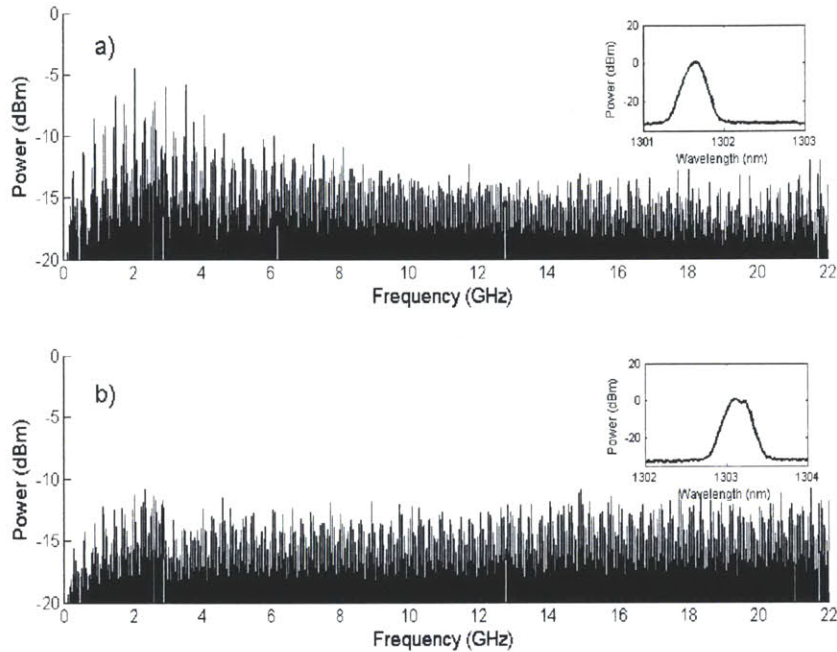 a)
Power (dBm)
0
-5
-10
-15
-20
0 2 4 6 8 10 12 14 16 18 20 22
Frequency (GHz)
Power (dBm)
20
0
-20
1301 1302 1303
Wavelength (nm)
b)
Power (dBm)
0
-5
-10
-15
-20
0 2 4 6 8 10 12 14 16 18 20 22
Frequency (GHz)
Power (dBm)
20
0
-20
1302 1303 1304
Wavelength (nm)